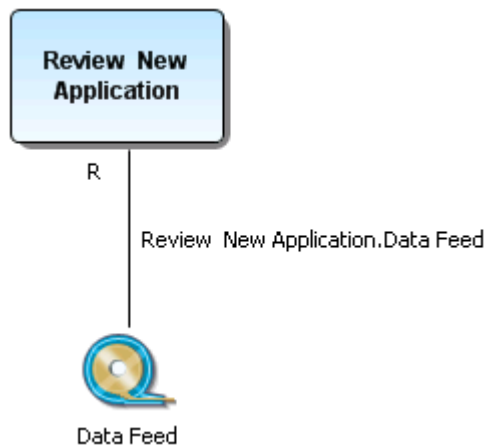 Review New
Application
R
Review New Application.Data Feed
Data Feed